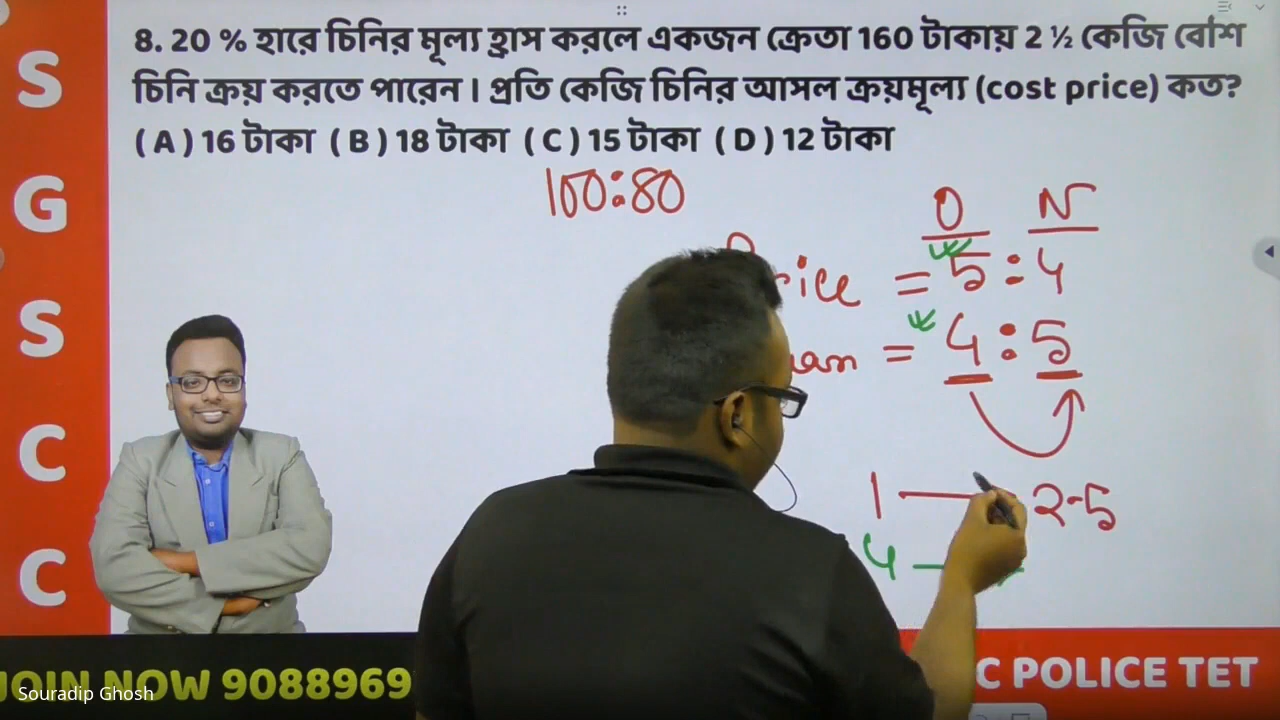 8. 20 % হারে চিনির মূল্য হ্রাস করলে একজন ক্রেতা 160 টাকায় 2 ½ কেজি বেশি
চিনি ক্রয় করতে পারেন । প্রতি কেজি চিনির আসল ক্রয়মূল্য (cost price) কত?
( A ) 16 টাকা ( B ) 18 টাকা ( C ) 15 টাকা ( D ) 12 টাকা
100:80
O N
= 5:4
= 4:5
1 2.5
4
S
G
S
C
C
JOIN NOW 9088969
C POLICE TET
Souradip Ghosh